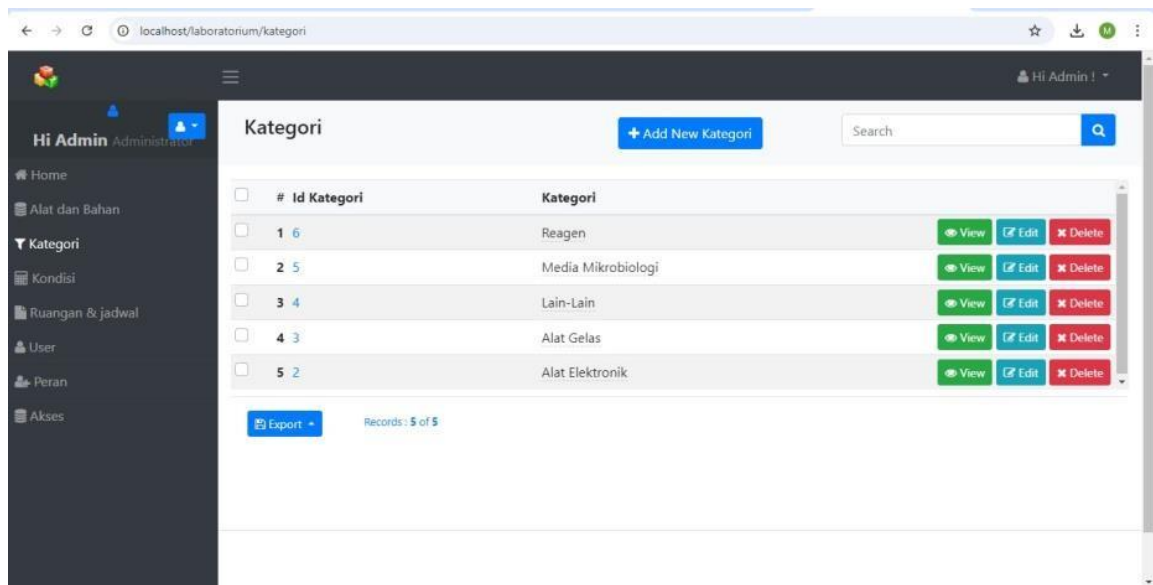 localhost/laboratorium/kategori
M
Hi Admin !
Hi Admin Administrator
Home
Alat dan Bahan
Kategori
Kondisi
Ruangan & jadwal
User
Peran
Akses
Kategori
Add New Kategori
Search
# Id Kategori Kategori
1 6 Reagen View Edit Delete
2 5 Media Mikrobiologi View Edit Delete
3 4 Lain-Lain View Edit Delete
4 3 Alat Gelas View Edit Delete
5 2 Alat Elektronik View Edit Delete
Export Records : 5 of 5